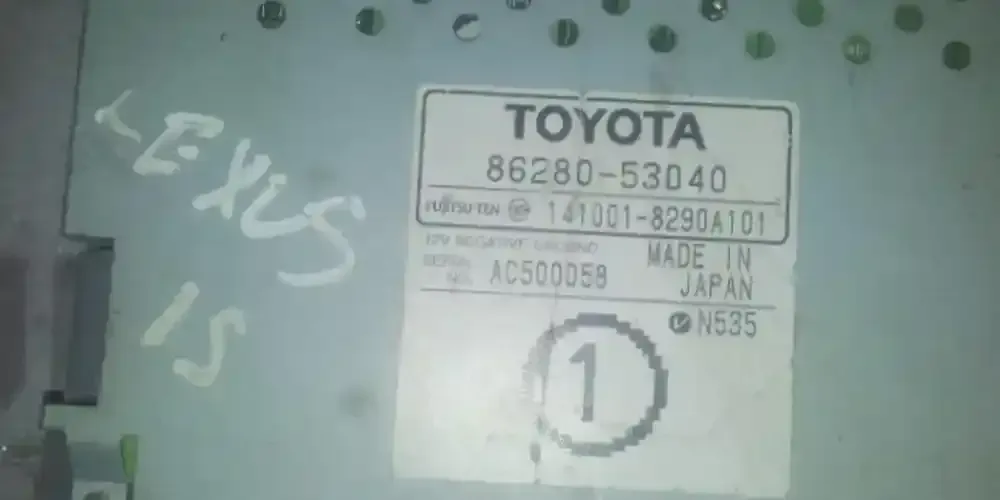 LEXUS
IS
TOYOTA
86280-53040
FUJITSU TEN 141001-8290A101
12V NEGATIVE GROUND
SERIAL NO. AC500058
MADE IN JAPAN
N535
1